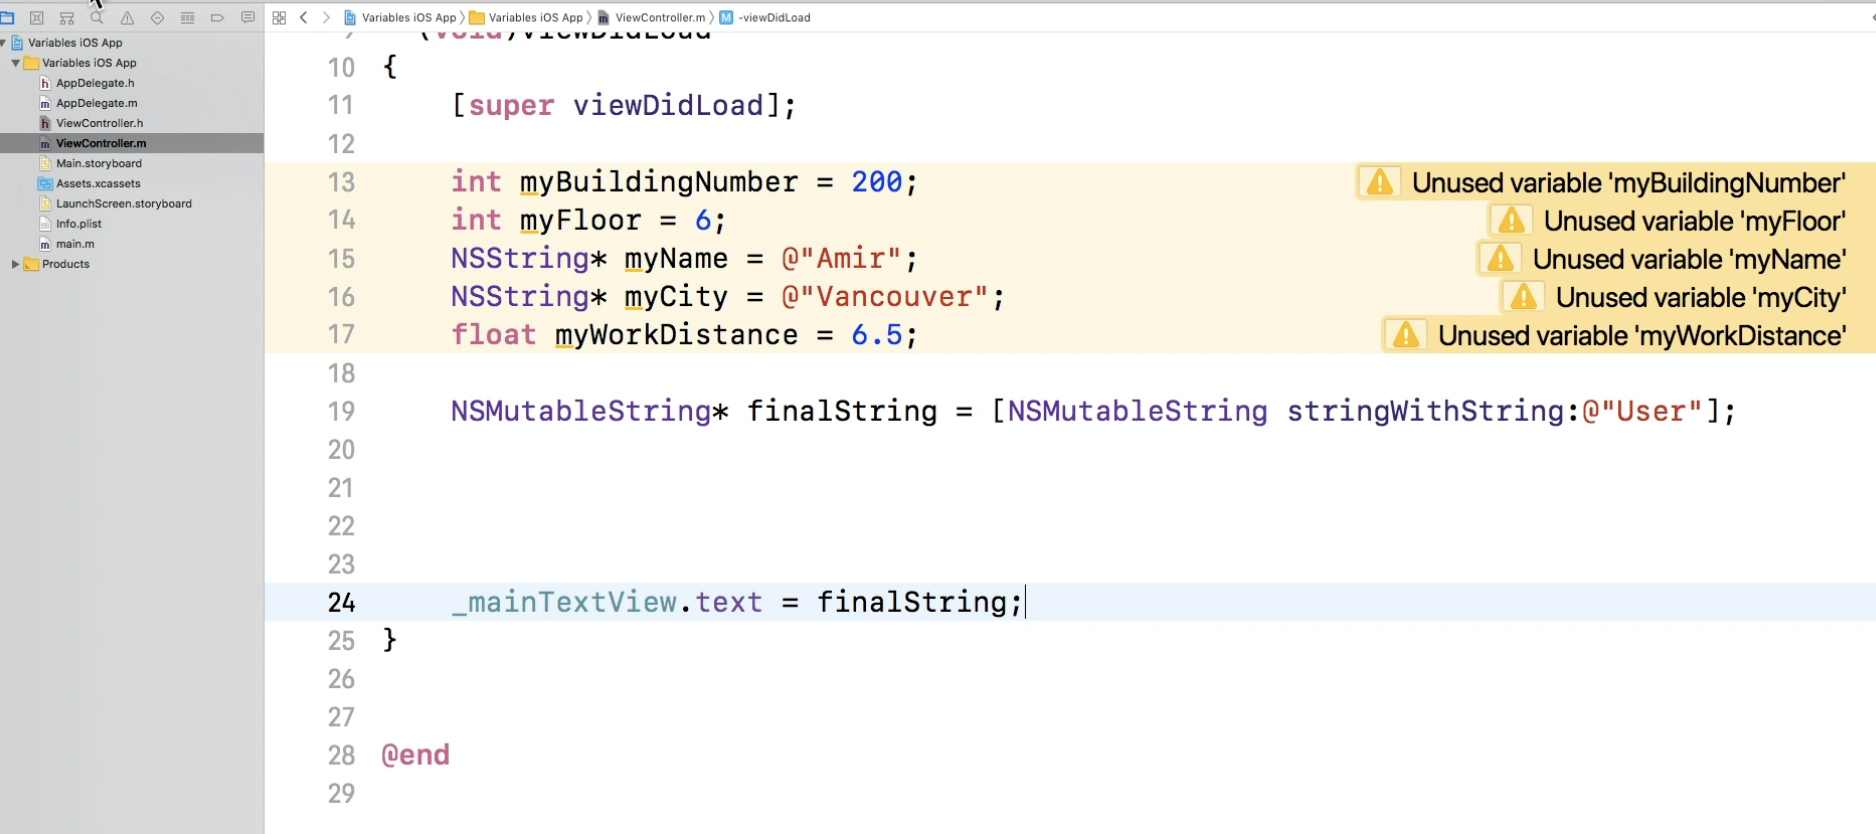 Variables iOS App
Variables iOS App
AppDelegate.h
AppDelegate.m
ViewController.h
ViewController.m
Main.storyboard
Assets.xcassets
LaunchScreen.storyboard
Info.plist
main.m
Products
Variables iOS App Variables iOS App ViewController.m -viewDidLoad
9 -(void)viewDidLoad
10 {
11 [super viewDidLoad];
12
13 int myBuildingNumber = 200; Unused variable 'myBuildingNumber'
14 int myFloor = 6; Unused variable 'myFloor'
15 NSString* myName = @"Amir"; Unused variable 'myName'
16 NSString* myCity = @"Vancouver"; Unused variable 'myCity'
17 float myWorkDistance = 6.5; Unused variable 'myWorkDistance'
18
19 NSMutableString* finalString = [NSMutableString stringWithString:@"User"];
20
21
22
23
24 _mainTextView.text = finalString;
25 }
26
27
28 @end
29